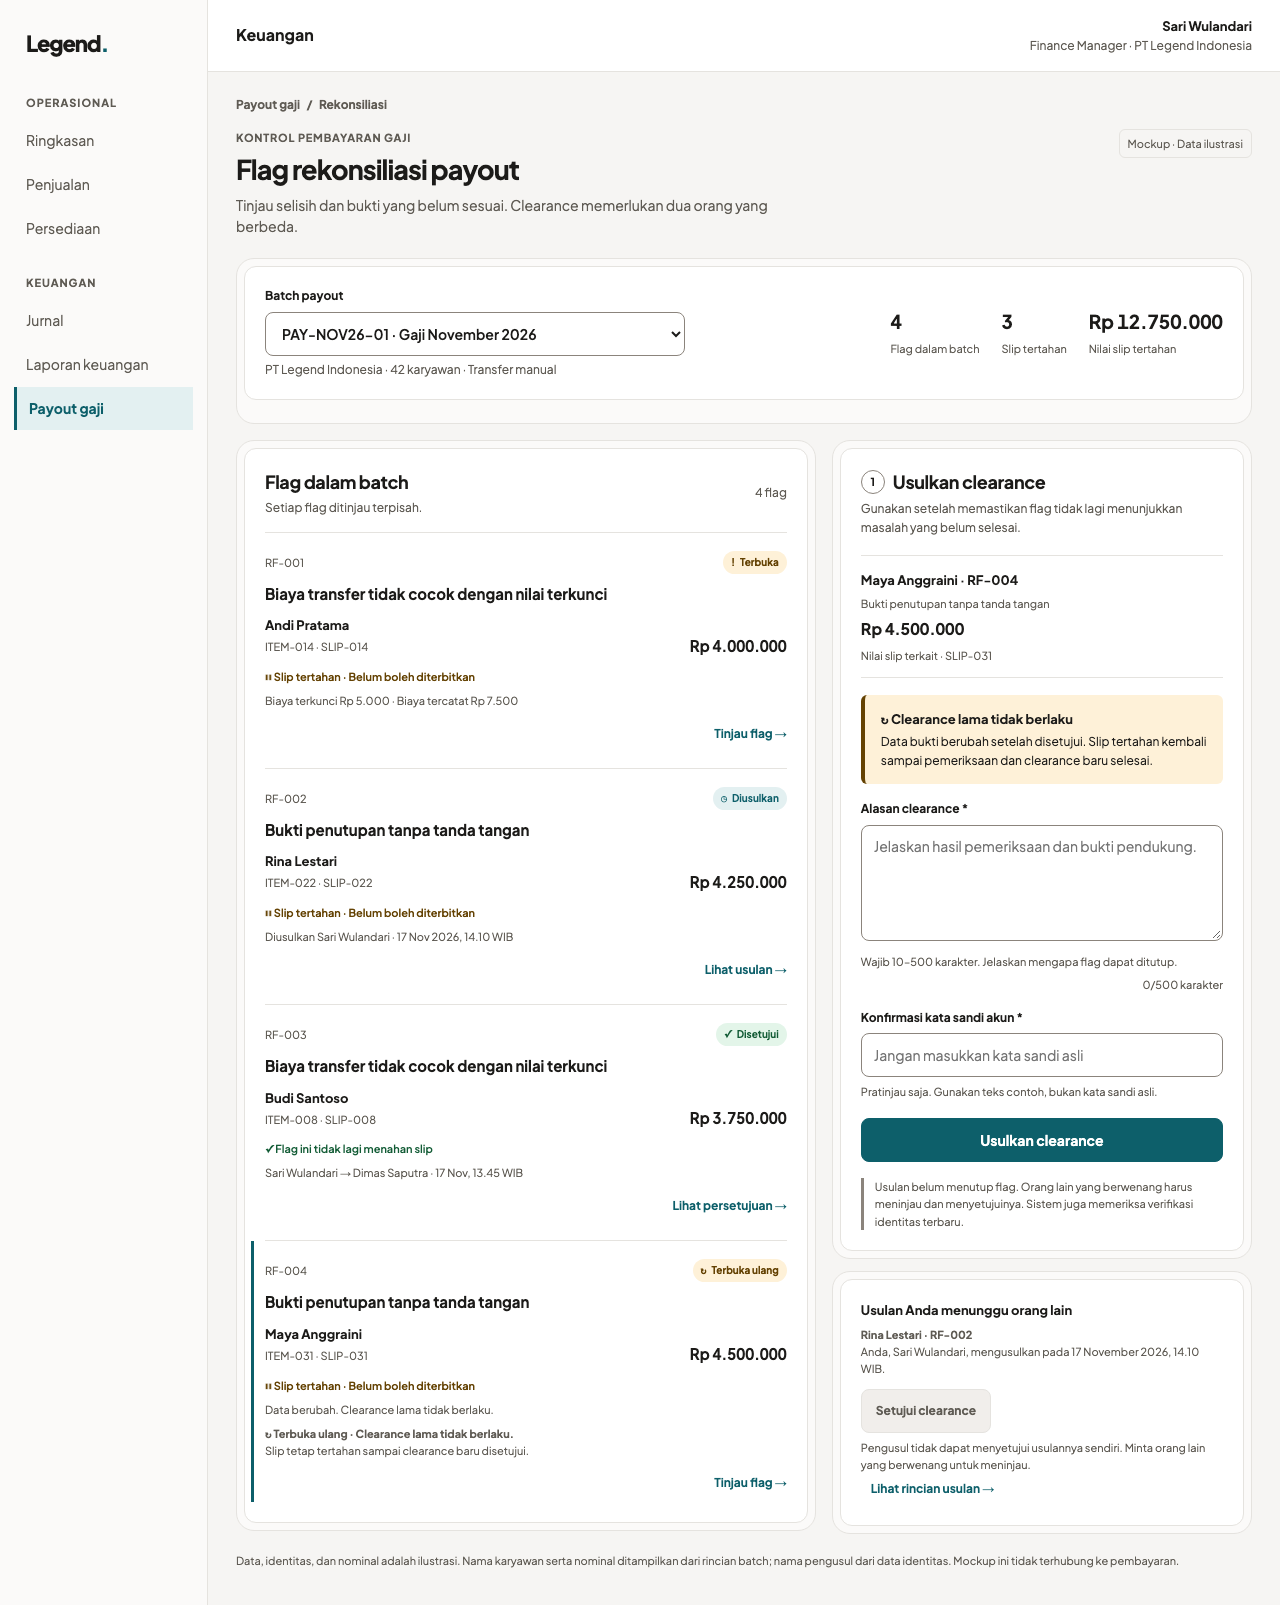 Legend.
OPERASIONAL
Ringkasan
Penjualan
Persediaan
KEUANGAN
Jurnal
Laporan keuangan
Payout gaji
Keuangan
Sari Wulandari
Finance Manager · PT Legend Indonesia
Payout gaji / Rekonsiliasi
KONTROL PEMBAYARAN GAJI
Flag rekonsiliasi payout
Tinjau selisih dan bukti yang belum sesuai. Clearance memerlukan dua orang yang
berbeda.
Mockup · Data ilustrasi
Batch payout
PAY-NOV26-01 · Gaji November 2026
PT Legend Indonesia · 42 karyawan · Transfer manual
4
Flag dalam batch
3
Slip tertahan
Rp 12.750.000
Nilai slip tertahan
Flag dalam batch
Setiap flag ditinjau terpisah.
4 flag
RF-001
! Terbuka
Biaya transfer tidak cocok dengan nilai terkunci
Andi Pratama
ITEM-014 · SLIP-014
Rp 4.000.000
Slip tertahan · Belum boleh diterbitkan
Biaya terkunci Rp 5.000 · Biaya tercatat Rp 7.500
Tinjau flag →
RF-002
◷ Diusulkan
Bukti penutupan tanpa tanda tangan
Rina Lestari
ITEM-022 · SLIP-022
Rp 4.250.000
Slip tertahan · Belum boleh diterbitkan
Diusulkan Sari Wulandari · 17 Nov 2026, 14.10 WIB
Lihat usulan →
RF-003
✓ Disetujui
Biaya transfer tidak cocok dengan nilai terkunci
Budi Santoso
ITEM-008 · SLIP-008
Rp 3.750.000
✓Flag ini tidak lagi menahan slip
Sari Wulandari → Dimas Saputra · 17 Nov, 13.45 WIB
Lihat persetujuan →
RF-004
↻ Terbuka ulang
Bukti penutupan tanpa tanda tangan
Maya Anggraini
ITEM-031 · SLIP-031
Rp 4.500.000
Slip tertahan · Belum boleh diterbitkan
Data berubah. Clearance lama tidak berlaku.
↻ Terbuka ulang · Clearance lama tidak berlaku.
Slip tetap tertahan sampai clearance baru disetujui.
Tinjau flag →
1 Usulkan clearance
Gunakan setelah memastikan flag tidak lagi menunjukkan
masalah yang belum selesai.
Maya Anggraini · RF-004
Bukti penutupan tanpa tanda tangan
Rp 4.500.000
Nilai slip terkait · SLIP-031
↻ Clearance lama tidak berlaku
Data bukti berubah setelah disetujui. Slip tertahan kembali
sampai pemeriksaan dan clearance baru selesai.
Alasan clearance *
Jelaskan hasil pemeriksaan dan bukti pendukung.
Wajib 10–500 karakter. Jelaskan mengapa flag dapat ditutup.
0/500 karakter
Konfirmasi kata sandi akun *
Jangan masukkan kata sandi asli
Pratinjau saja. Gunakan teks contoh, bukan kata sandi asli.
Usulkan clearance
Usulan belum menutup flag. Orang lain yang berwenang harus
meninjau dan menyetujuinya. Sistem juga memeriksa verifikasi
identitas terbaru.
Usulan Anda menunggu orang lain
Rina Lestari · RF-002
Anda, Sari Wulandari, mengusulkan pada 17 November 2026, 14.10
WIB.
Setujui clearance
Pengusul tidak dapat menyetujui usulannya sendiri. Minta orang lain
yang berwenang untuk meninjau.
Lihat rincian usulan →
Data, identitas, dan nominal adalah ilustrasi. Nama karyawan serta nominal ditampilkan dari rincian batch; nama pengusul dari data identitas. Mockup ini tidak terhubung ke pembayaran.